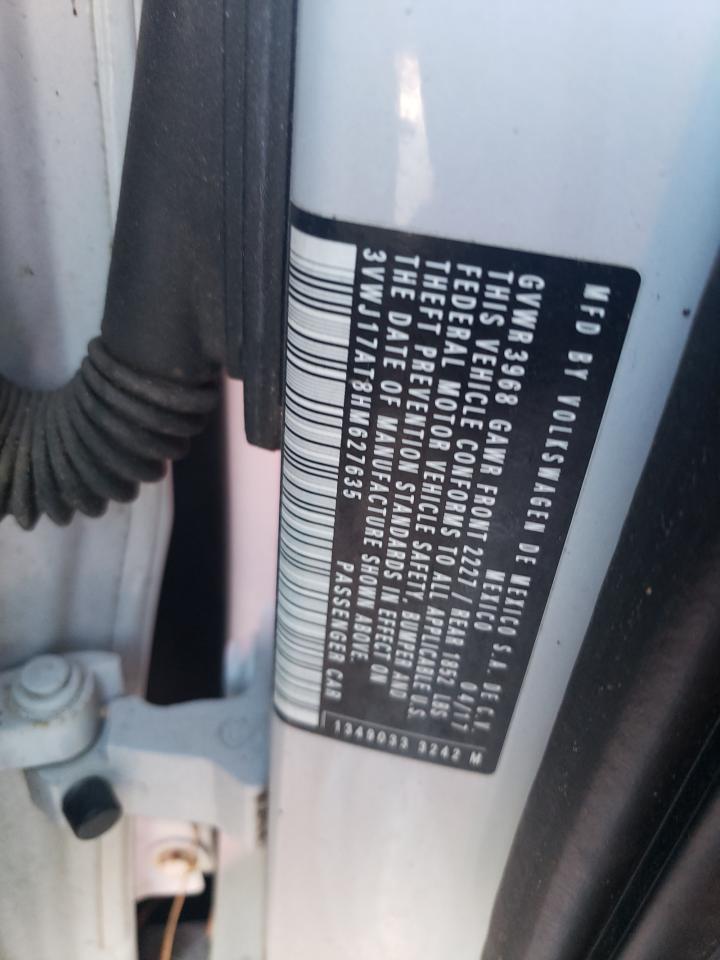 MFD BY VOLKSWAGEN DE MEXICO S.A. DE C.V.
MEXICO 04/17
GVWR 3968 GAWR FRONT 2227 / REAR 1852 LBS
THIS VEHICLE CONFORMS TO ALL APPLICABLE U.S.
FEDERAL MOTOR VEHICLE SAFETY, BUMPER AND
THEFT PREVENTION STANDARDS IN EFFECT ON
THE DATE OF MANUFACTURE SHOWN ABOVE.
3VWJ17AT8HM627635 PASSENGER CAR
1349033 3242 M